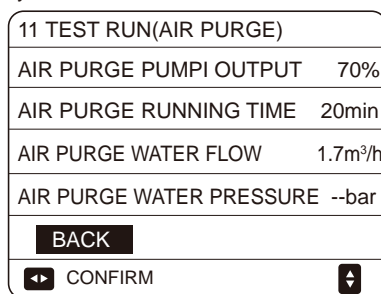 11 TEST RUN(AIR PURGE)
AIR PURGE PUMPI OUTPUT 70%
AIR PURGE RUNNING TIME 20min
AIR PURGE WATER FLOW 1.7m³/h
AIR PURGE WATER PRESSURE --bar
BACK
CONFIRM